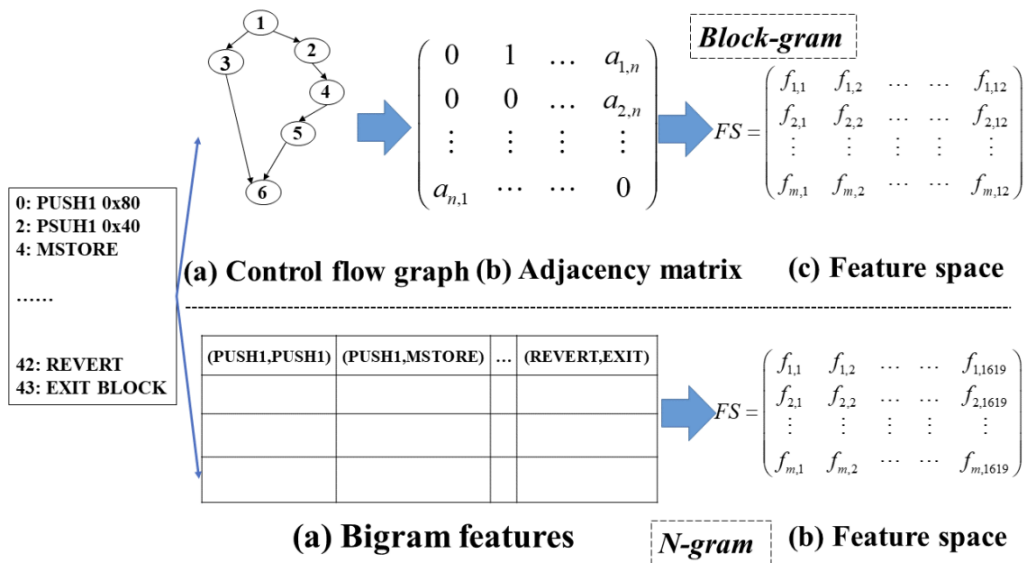 0: PUSH1 0x80
2: PSUH1 0x40
4: MSTORE
......
42: REVERT
43: EXIT BLOCK
1
2
3
4
5
6
0 1 … a1,n
0 0 … a2,n
⋮ ⋮ ⋮ ⋮
an,1 … … 0
Block-gram
FS =
f1,1 f1,2 … … f1,12
f2,1 f2,2 … … f2,12
⋮ ⋮ ⋮ ⋮ ⋮
fm,1 fm,2 … … fm,12
(a) Control flow graph (b) Adjacency matrix (c) Feature space
(PUSH1,PUSH1) (PUSH1,MSTORE) ... (REVERT,EXIT)
FS =
f1,1 f1,2 … … f1,1619
f2,1 f2,2 … … f2,1619
⋮ ⋮ ⋮ ⋮ ⋮
fm,1 fm,2 … … fm,1619
(a) Bigram features
N-gram
(b) Feature space